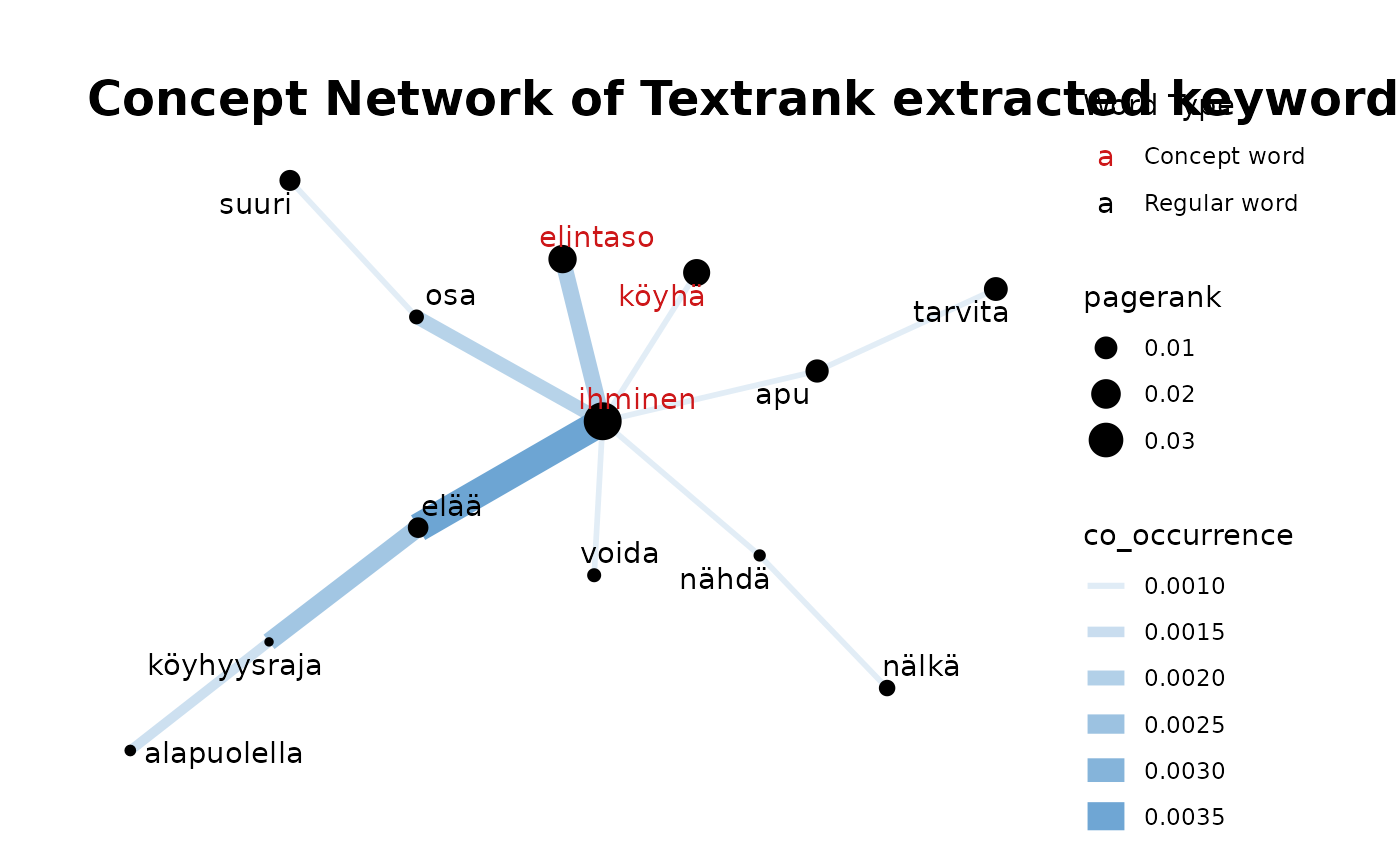 Concept Network of Textrank extracted keyword
Word Type
a Concept word
a Regular word
suuri
elintaso
köyhä
osa
tarvita
apu
ihminen
elää
voida
nähdä
köyhyysraja
nälkä
alapuolella
pagerank
0.01
0.02
0.03
co_occurrence
0.0010
0.0015
0.0020
0.0025
0.0030
0.0035